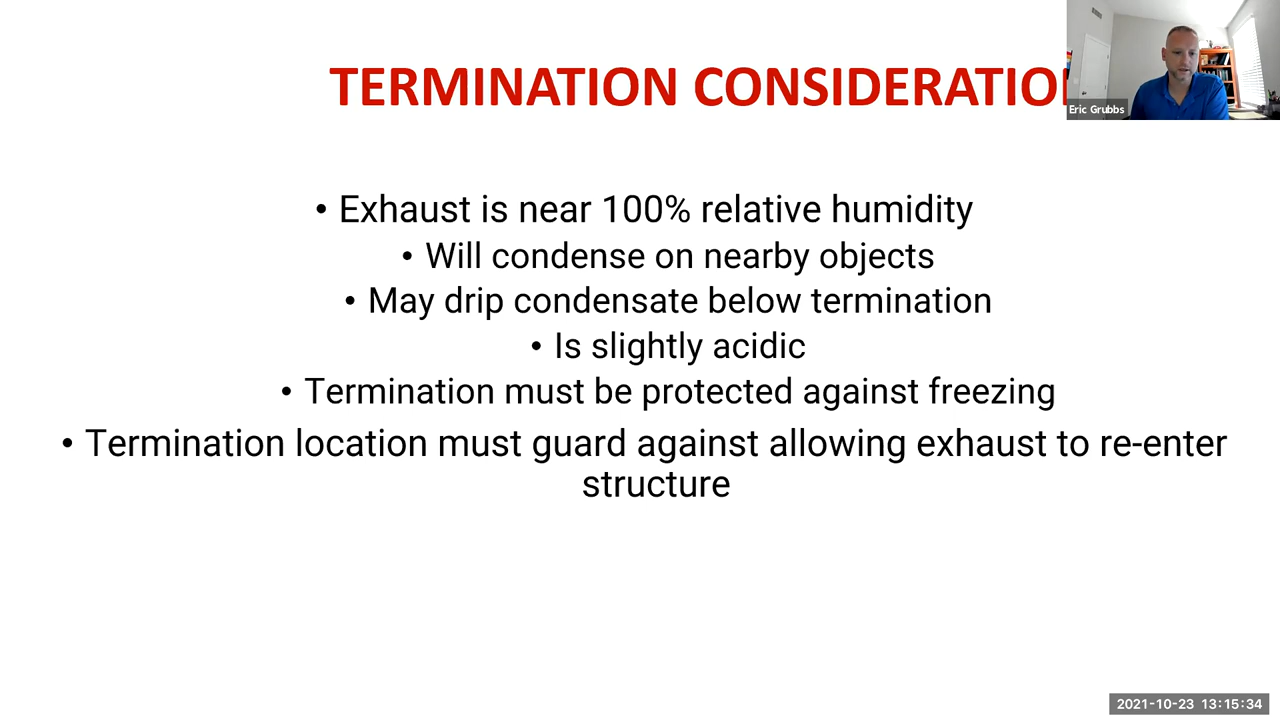 TERMINATION CONSIDERATIO
Eric Grubbs
• Exhaust is near 100% relative humidity
• Will condense on nearby objects
• May drip condensate below termination
• Is slightly acidic
• Termination must be protected against freezing
• Termination location must guard against allowing exhaust to re-enter
structure
2021-10-23 13:15:34